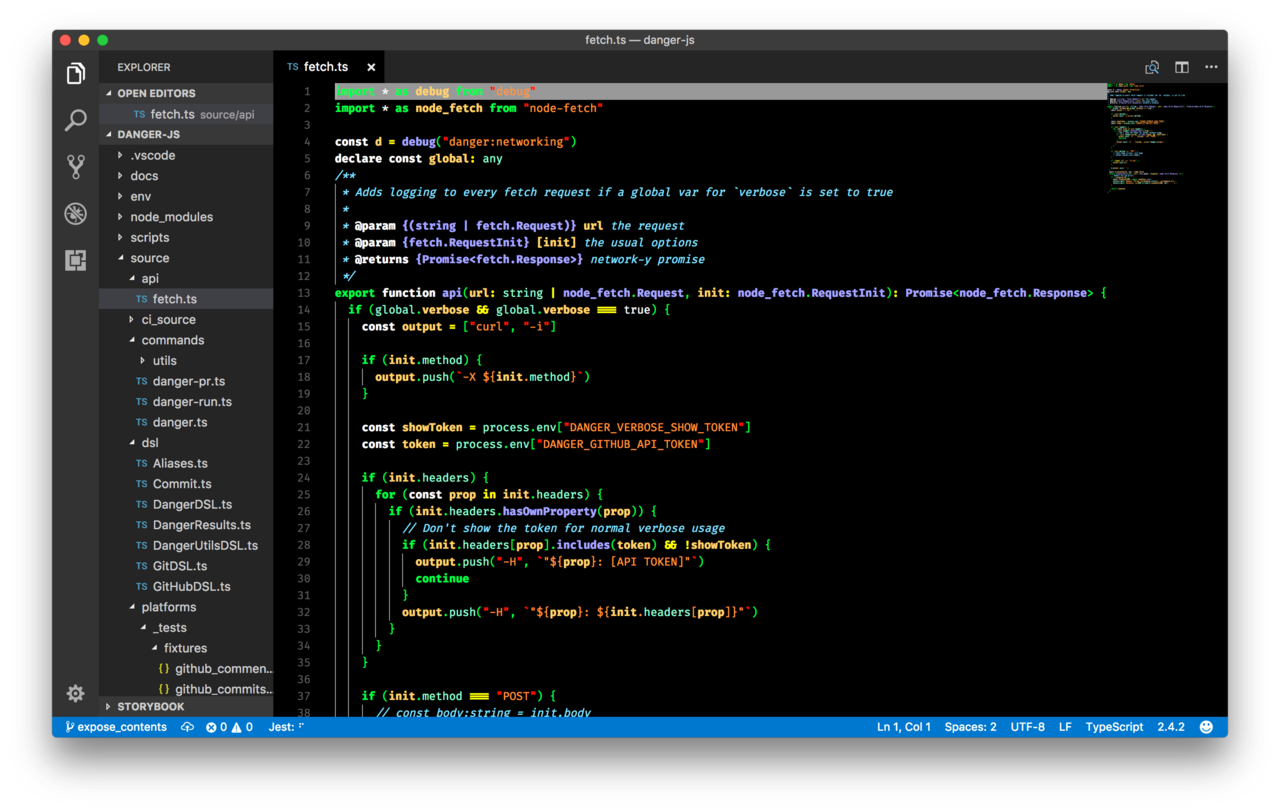 fetch.ts — danger-js
EXPLORER
OPEN EDITORS
TS fetch.ts source/api
DANGER-JS
.vscode
docs
env
node_modules
scripts
source
api
TS fetch.ts
ci_source
commands
utils
TS danger-pr.ts
TS danger-run.ts
TS danger.ts
dsl
TS Aliases.ts
TS Commit.ts
TS DangerDSL.ts
TS DangerResults.ts
TS DangerUtilsDSL.ts
TS GitDSL.ts
TS GitHubDSL.ts
platforms
_tests
fixtures
{} github_commen...
{} github_commits...
STORYBOOK
TS fetch.ts ×
1 import * as debug from "debug"
2 import * as node_fetch from "node-fetch"
3
4 const d = debug("danger:networking")
5 declare const global: any
6 /**
7 * Adds logging to every fetch request if a global var for `verbose` is set to true
8 *
9 * @param {(string | fetch.Request)} url the request
10 * @param {fetch.RequestInit} [init] the usual options
11 * @returns {Promise<fetch.Response>} network-y promise
12 */
13 export function api(url: string | node_fetch.Request, init: node_fetch.RequestInit): Promise<node_fetch.Response> {
14 if (global.verbose && global.verbose === true) {
15 const output = ["curl", "-i"]
16
17 if (init.method) {
18 output.push(`-X ${init.method}`)
19 }
20
21 const showToken = process.env["DANGER_VERBOSE_SHOW_TOKEN"]
22 const token = process.env["DANGER_GITHUB_API_TOKEN"]
23
24 if (init.headers) {
25 for (const prop in init.headers) {
26 if (init.headers.hasOwnProperty(prop)) {
27 // Don't show the token for normal verbose usage
28 if (init.headers[prop].includes(token) && !showToken) {
29 output.push("-H", `"${prop}: [API TOKEN]"`)
30 continue
31 }
32 output.push("-H", `"${prop}: ${init.headers[prop]}"`)
33 }
34 }
35 }
36
37 if (init.method === "POST") {
38 // const body:string = init.body
expose_contents 0 0 Jest:
Ln 1, Col 1 Spaces: 2 UTF-8 LF TypeScript 2.4.2